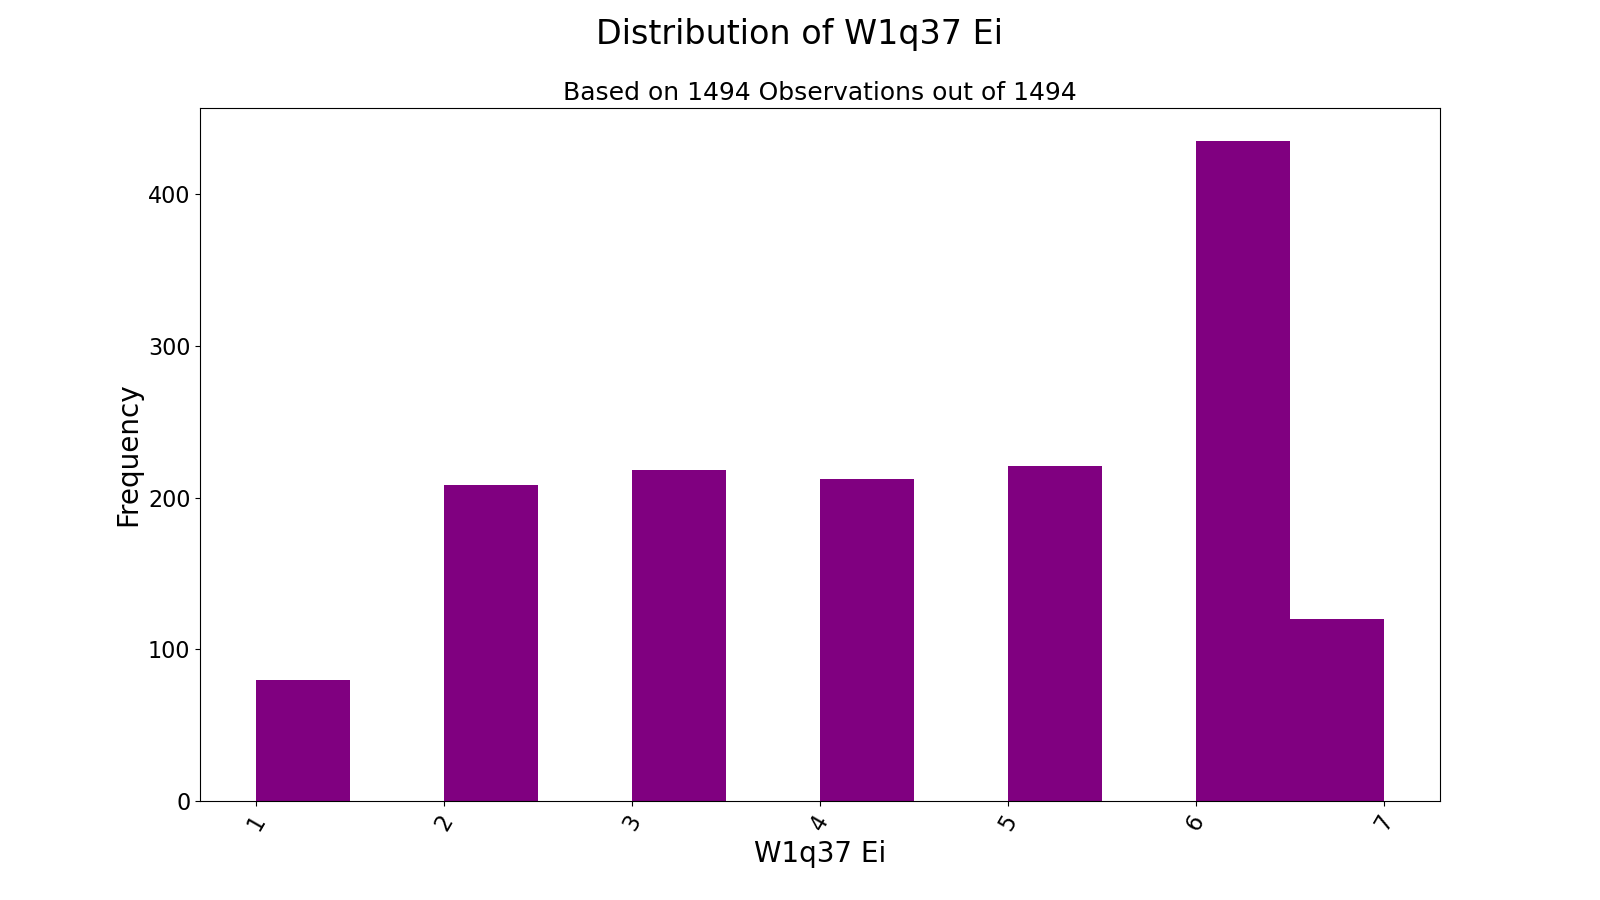 Distribution of W1q37 Ei
Based on 1494 Observations out of 1494
400
300
200
100
0
Frequency
1 2 3 4 5 6 7
W1q37 Ei